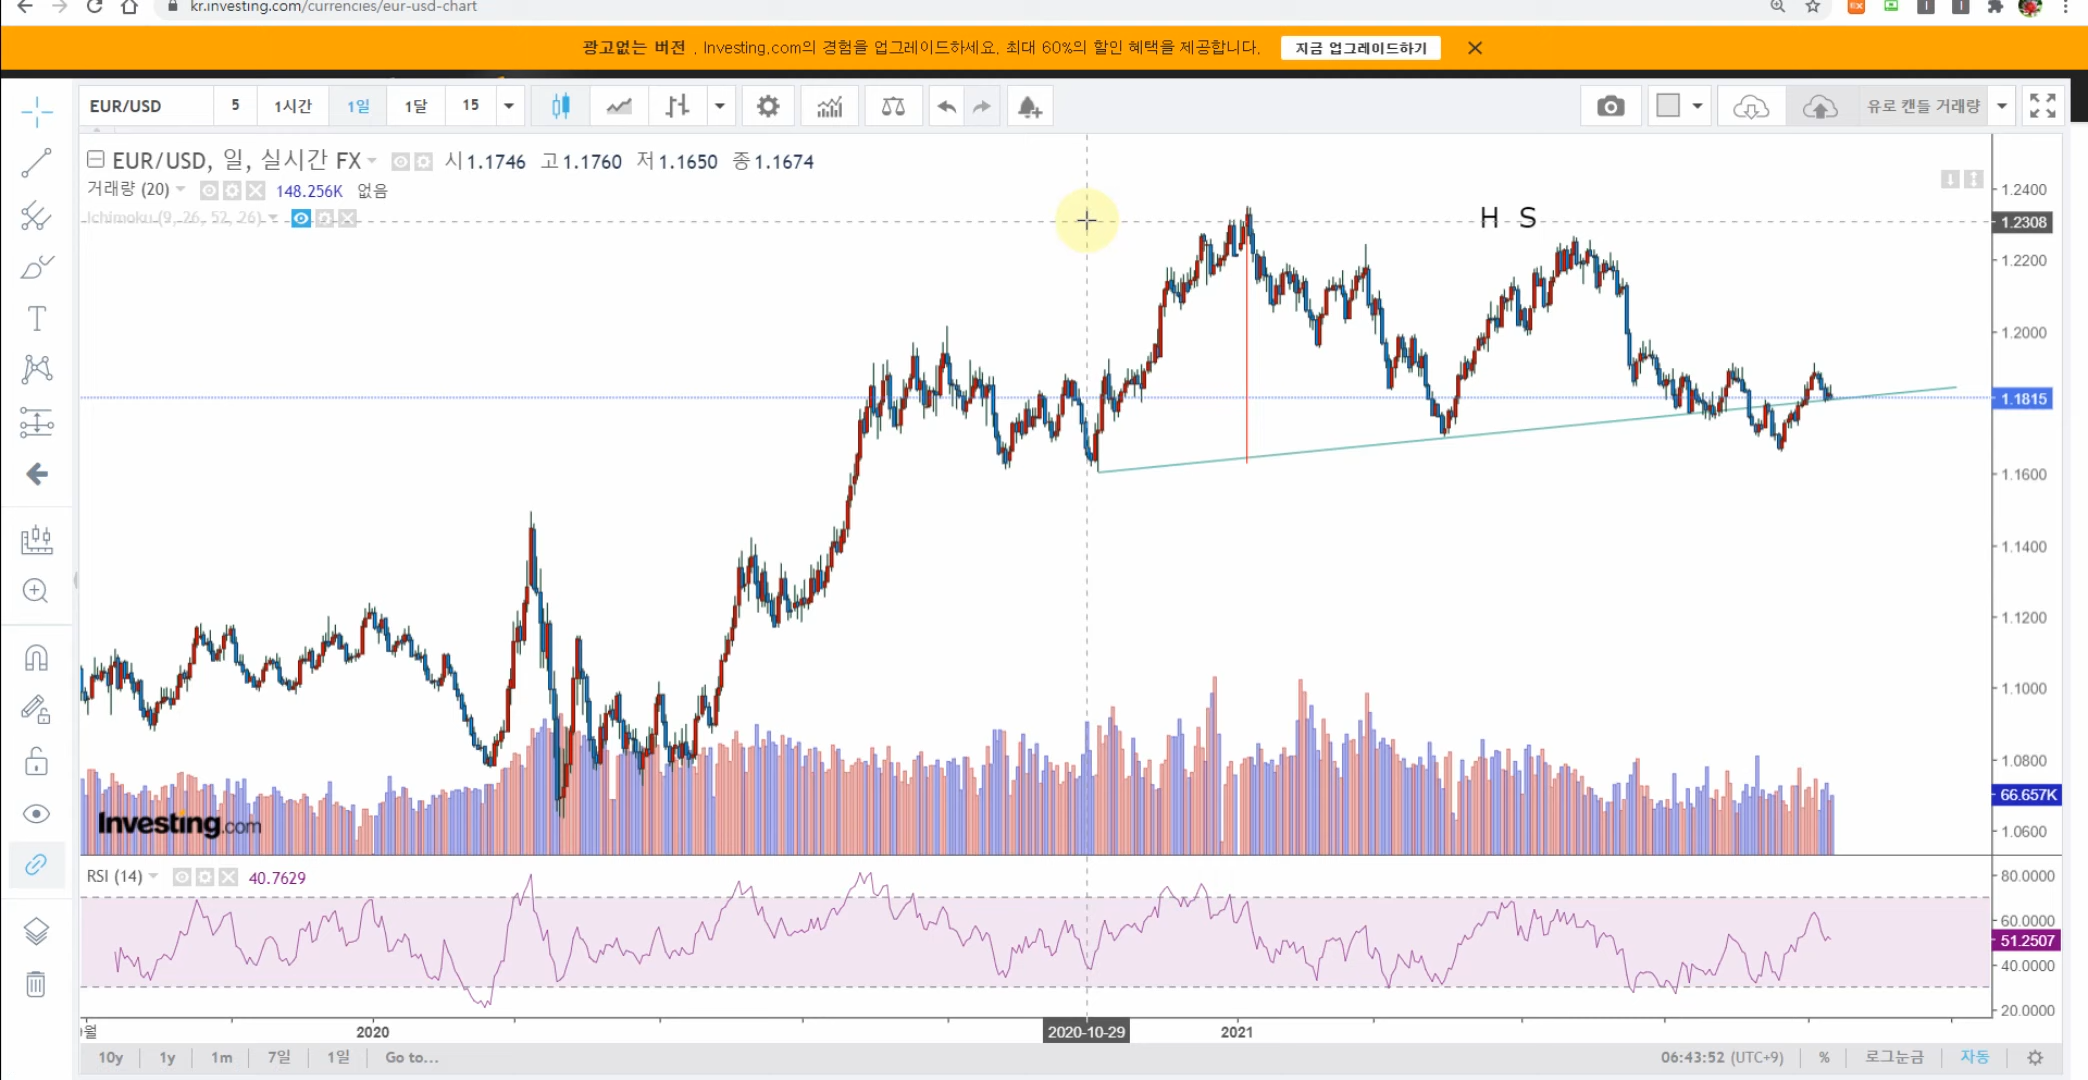 kr.investing.com/currencies/eur-usd-chart
광고없는 버전 . Investing.com의 경험을 업그레이드하세요. 최대 60%의 할인 혜택을 제공합니다.
지금 업그레이드하기
EUR/USD 5 1시간 1일 1달 15
유로 캔들 거래량
EUR/USD, 일, 실시간 FX 시1.1746 고1.1760 저1.1650 종1.1674
거래량 (20) 148.256K 없음
Ichimoku (9, 26, 52, 26)
H S
1.2400
1.2308
1.2200
1.2000
1.1815
1.1600
1.1400
1.1200
1.1000
1.0800
66.657K
1.0600
Investing.com
RSI (14) 40.7629
80.0000
60.0000
51.2507
40.0000
20.0000
월 2020 2020-10-29 2021
10y 1y 1m 7일 1일 Go to...
06:43:52 (UTC+9) % 로그눈금 자동